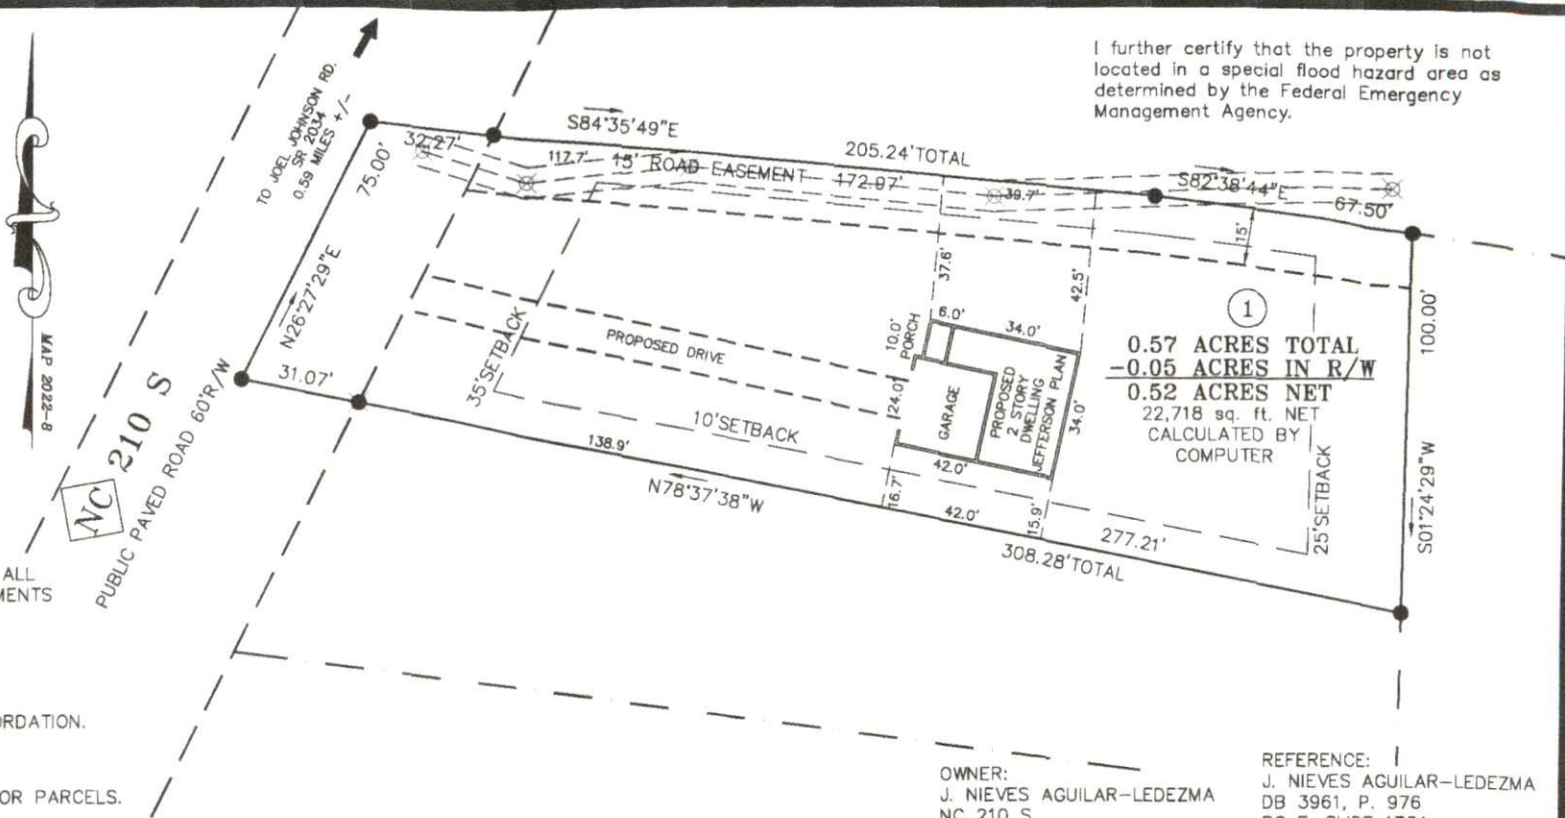 I further certify that the property is not
located in a special flood hazard area as
determined by the Federal Emergency
Management Agency.
TO JOEL JOHNSON RD.
SR 2034
0.59 MILES +/-
32.27'
S84°35'49"E
205.24'TOTAL
117.7'
15' ROAD EASEMENT
172.97'
39.7'
S82°38'44"E
67.50'
75.00'
N26°27'29"E
15'
MAP 2022-8
31.07'
35'SETBACK
PROPOSED DRIVE
37.6'
42.5'
6.0'
34.0'
10.0'
PORCH
24.0'
GARAGE
PROPOSED
2 STORY
DWELLING
JEFFERSON PLAN
34.0'
42.0'
1
0.57 ACRES TOTAL
-0.05 ACRES IN R/W
0.52 ACRES NET
22,718 sq. ft. NET
CALCULATED BY
COMPUTER
100.00'
S01°24'29"W
25'SETBACK
10'SETBACK
138.9'
N78°37'38"W
16.7'
42.0'
15.9'
277.21'
308.28'TOTAL
NC 210 S
PUBLIC PAVED ROAD 60'R/W
ALL
MENTS
ORDATION.
OR PARCELS.
OWNER:
J. NIEVES AGUILAR-LEDEZMA
NC 210 S
REFERENCE:
J. NIEVES AGUILAR-LEDEZMA
DB 3961, P. 976